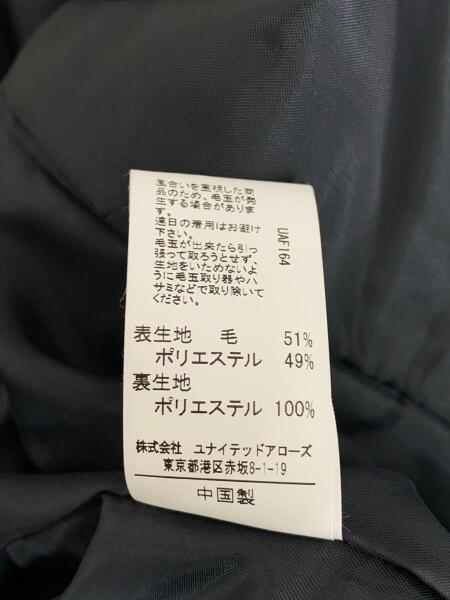 風合いを重視した商
品のため、毛玉が発
生する場合がありま
す。
連日の着用はお避け
下さい。
毛玉が出来たら引っ
張って取ろうとせず、
生地をいためないよ
うに毛玉取り器やハ
サミなどで取り除いて
ください。
UAF164
表生地 毛 51%
ポリエステル 49%
裏生地
ポリエステル 100%
株式会社 ユナイテッドアローズ
東京都港区赤坂8-1-19
中国製